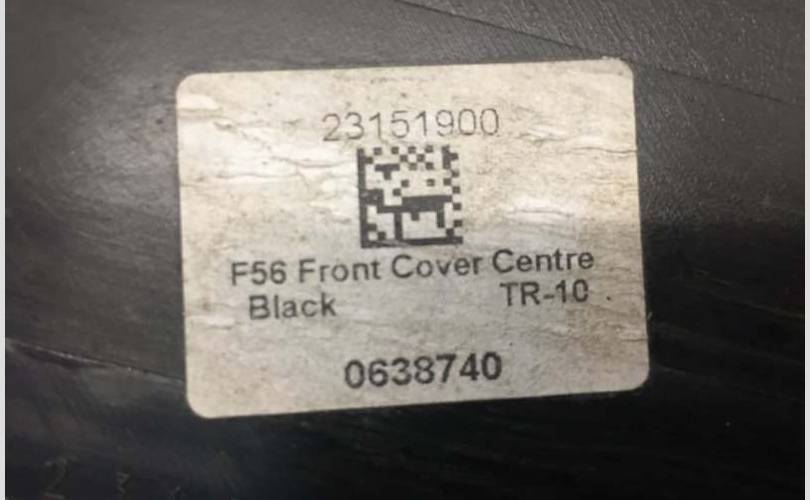 23151900
F56 Front Cover Centre
Black TR-10
0638740